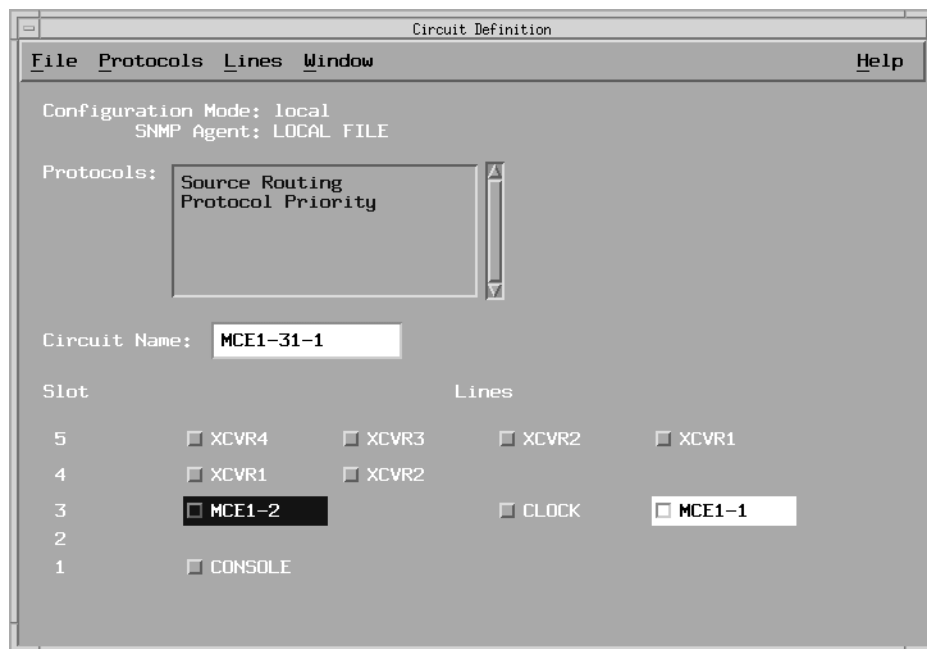 Circuit Definition
File Protocols Lines Window Help
Configuration Mode: local
SNMP Agent: LOCAL FILE
Protocols:
Source Routing
Protocol Priority
Circuit Name: MCE1-31-1
Slot Lines
5 XCVR4 XCVR3 XCVR2 XCVR1
4 XCVR1 XCVR2
3 MCE1-2 CLOCK MCE1-1
2
1 CONSOLE